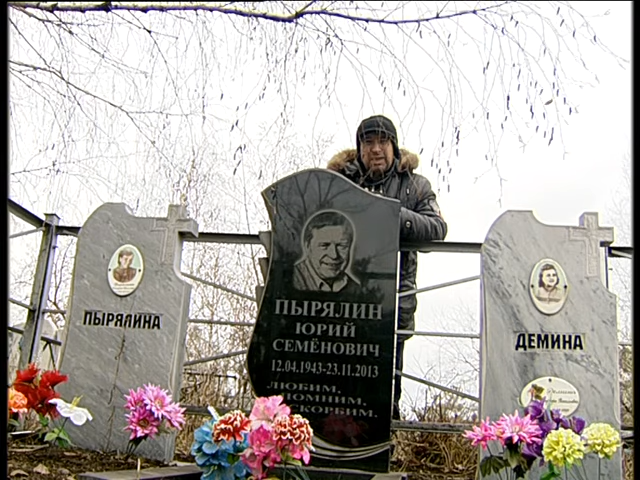 ПЫРЯЛИНА
ПЫРЯЛИН
ЮРИЙ
СЕМЁНОВИЧ
12.04.1943-23.11.2013
ЛЮБИМ,
ПОМНИМ,
СКОРБИМ.
ДЕМИНА